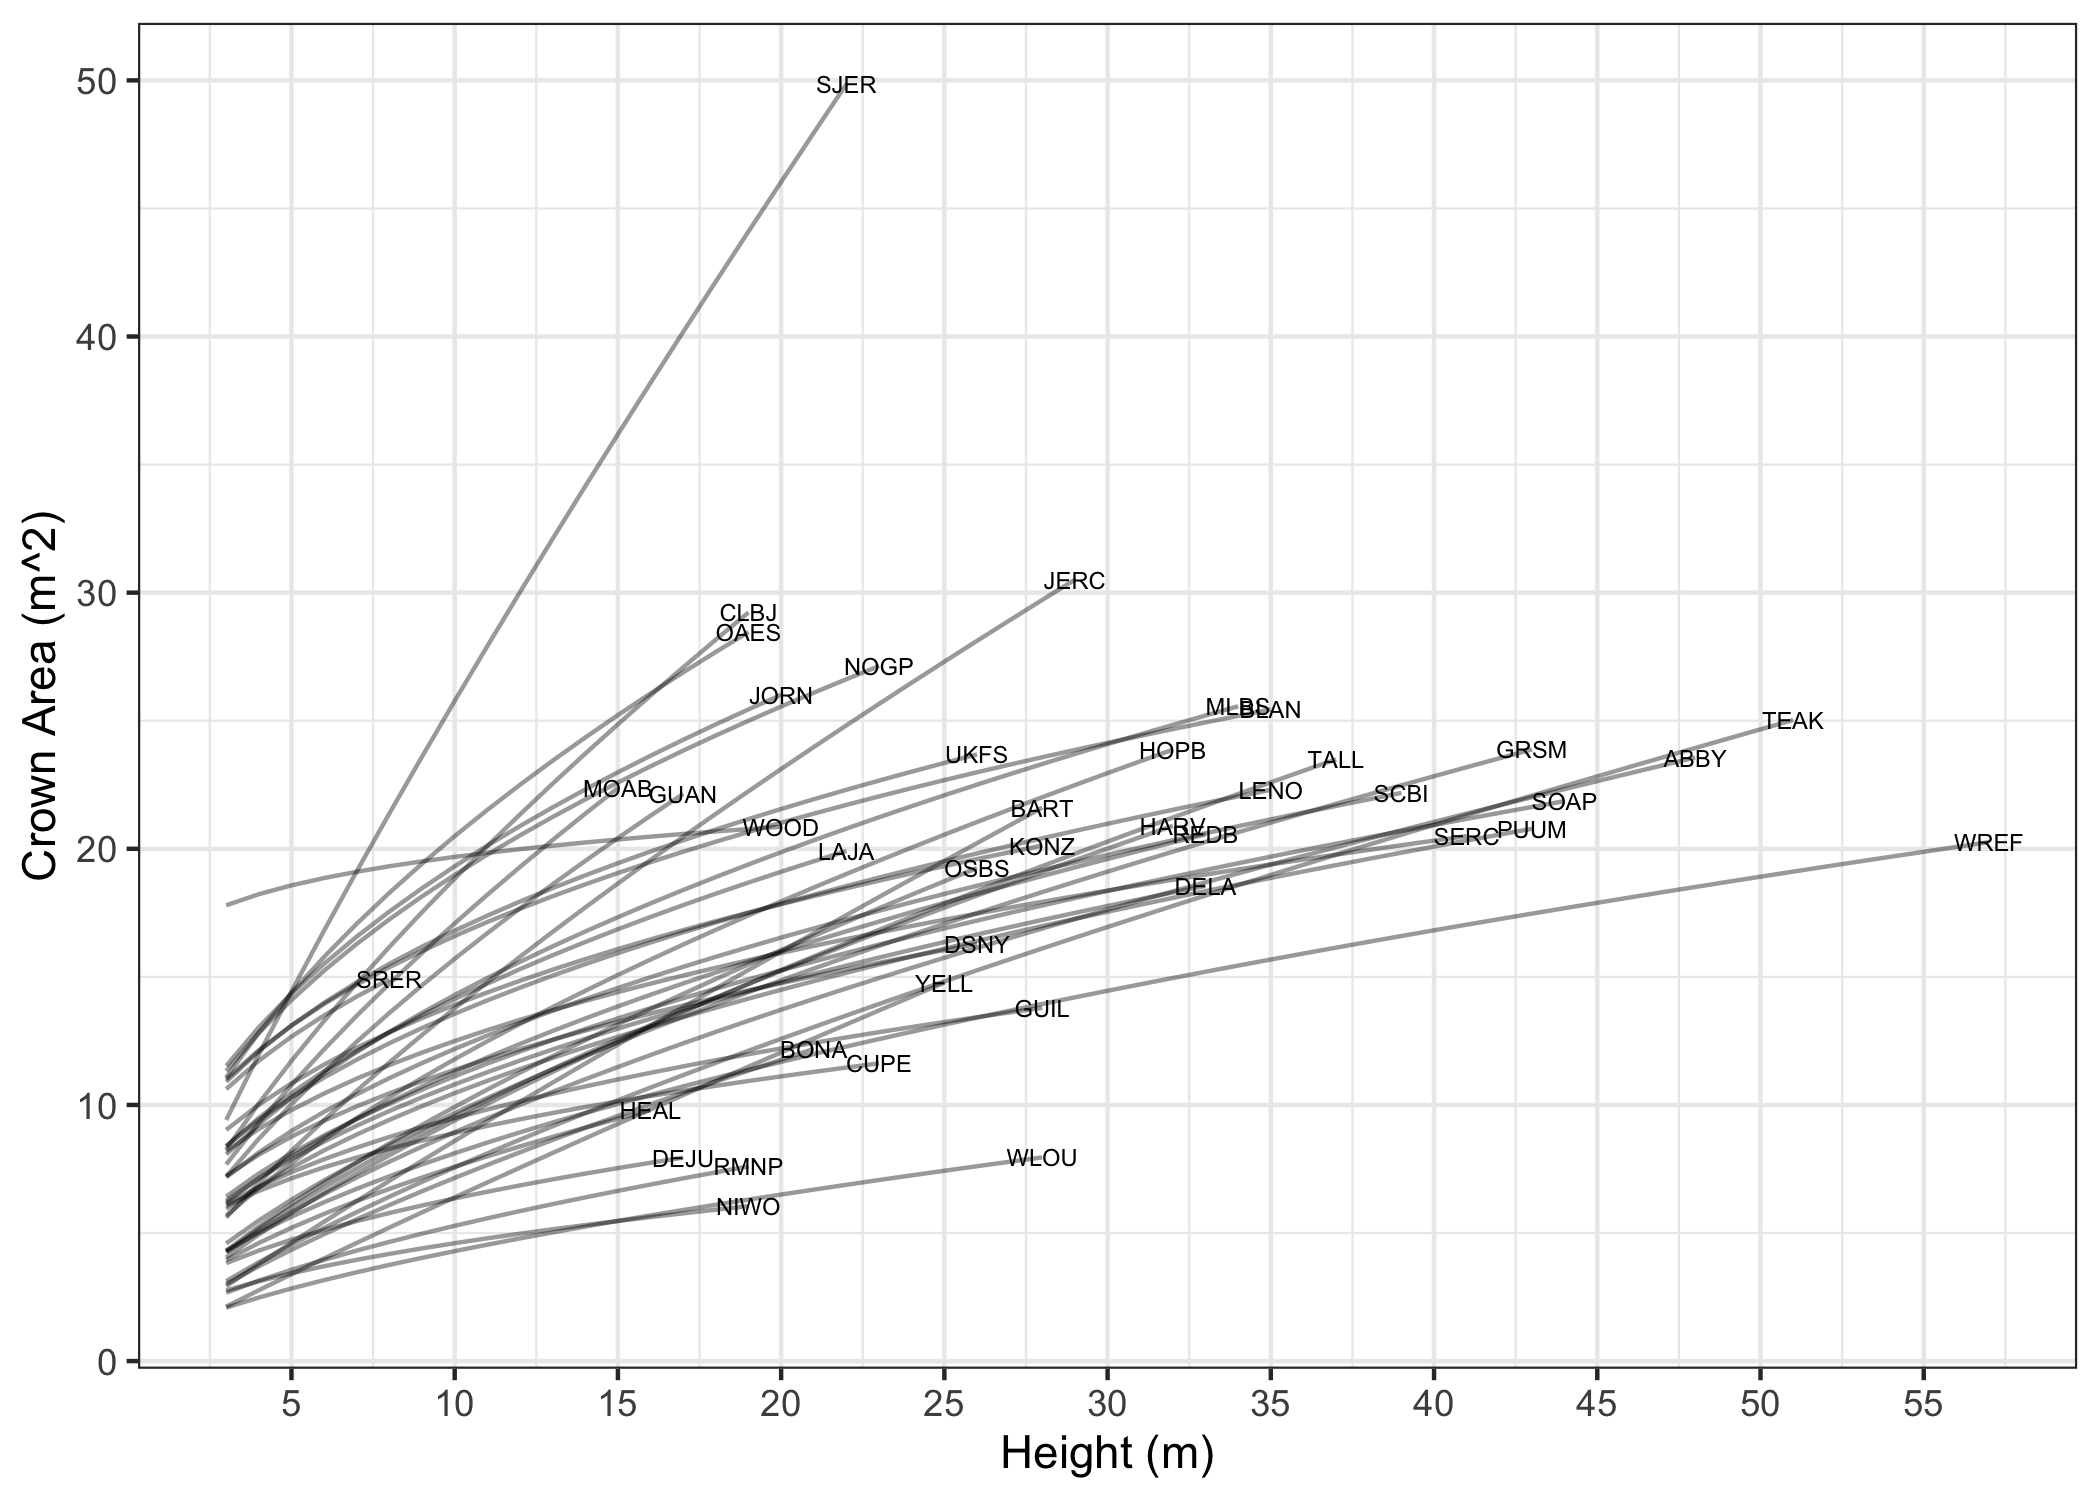 50
40
30
20
10
0
Crown Area (m^2)
SJER
JERC
CLBJ
OAES
NOGP
JORN
MLBS
BLAN
TEAK
UKFS
HOPB
GRSM
TALL
ABBY
MOAB
GUAN
LENO
SCBI
SOAP
BART
WOOD
HARV
REDB
PUUM
SERC
WREF
LAJA
KONZ
OSBS
DELA
DSNY
SRER
YELL
GUIL
BONA
CUPE
HEAL
DEJU
RMNP
WLOU
NIWO
5 10 15 20 25 30 35 40 45 50 55
Height (m)